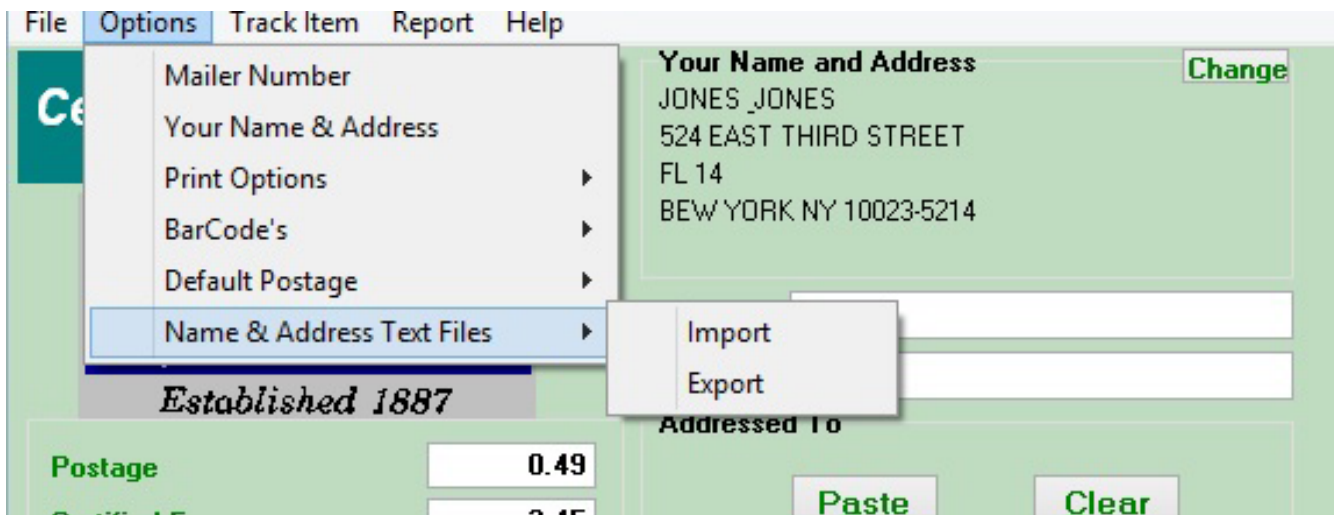 File Options Track Item Report Help
Ce
Mailer Number
Your Name & Address
Print Options
BarCode's
Default Postage
Name & Address Text Files
Import
Export
Your Name and Address
Change
JONES_JONES
524 EAST THIRD STREET
FL 14
BEW YORK NY 10023-5214
Established 1887
Postage 0.49
Addressed To
Paste Clear